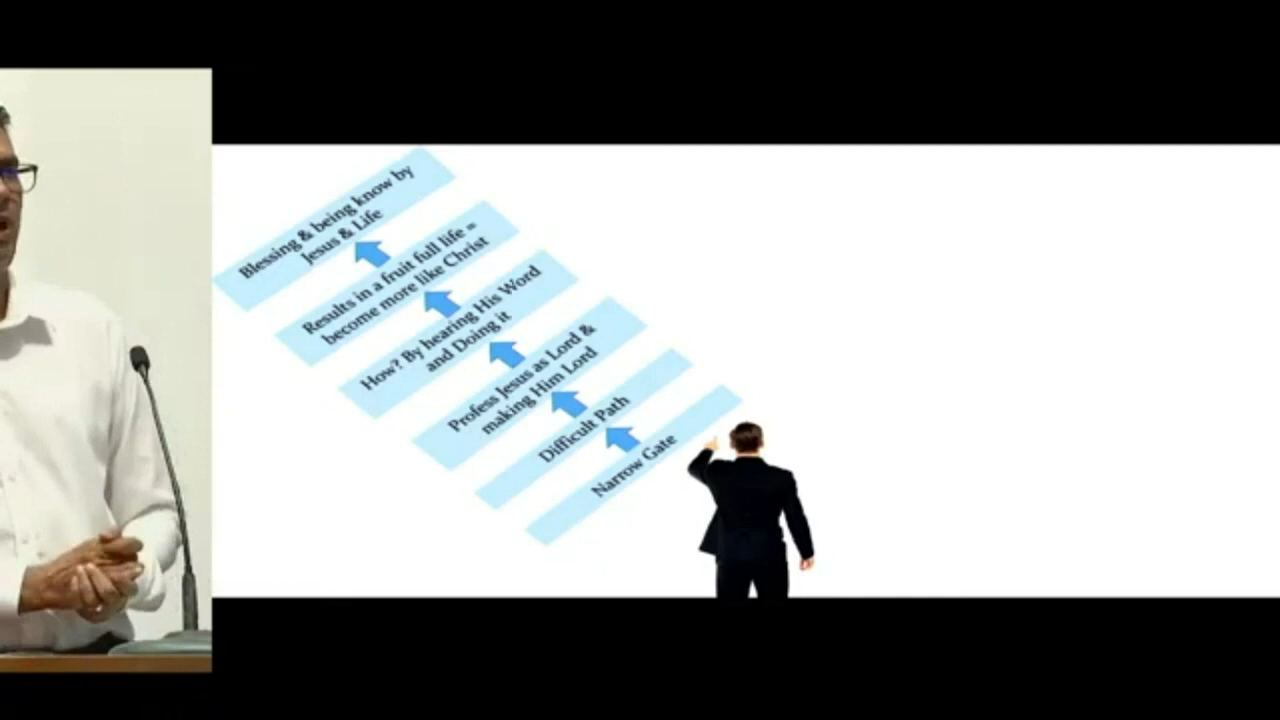 Blessing & being know by
Jesus & Life
Results in a fruit full life =
become more like Christ
How? By hearing His Word
and Doing it
Profess Jesus as Lord &
making Him Lord
Difficult Path
Narrow Gate